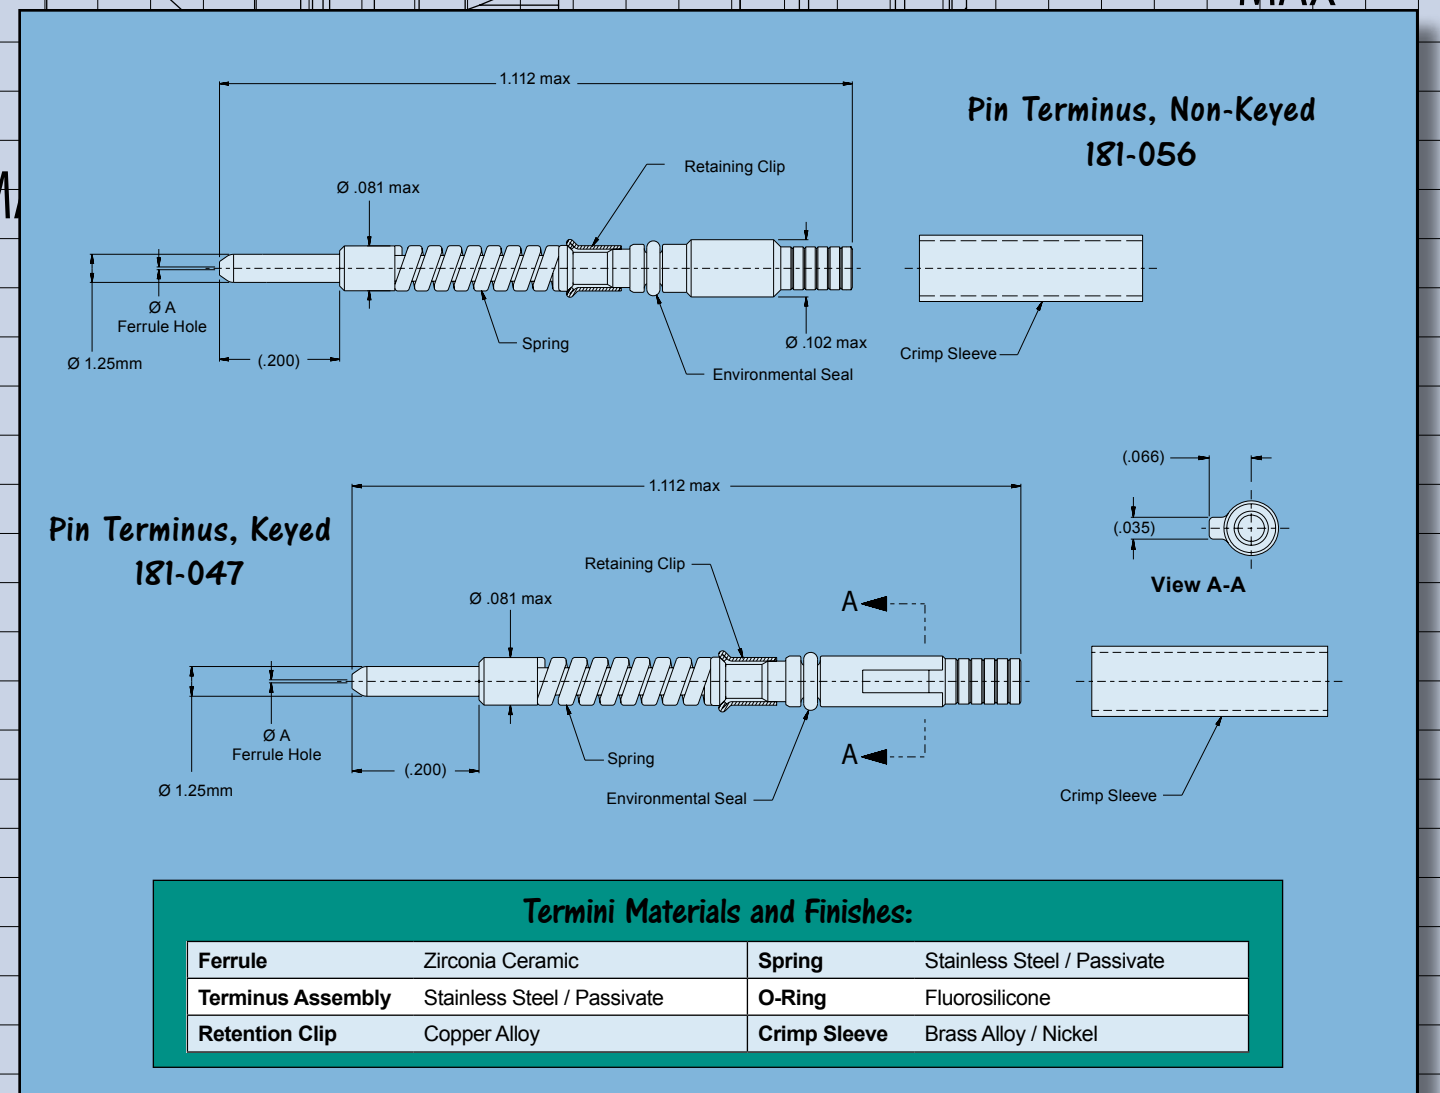 1.112 max
Pin Terminus, Non-Keyed
181-056
Retaining Clip
Ø .081 max
Ø A
Ferrule Hole
Ø 1.25mm
(.200)
Spring
Ø .102 max
Environmental Seal
Crimp Sleeve
(.066)
1.112 max
Pin Terminus, Keyed
181-047
(.035)
View A-A
Retaining Clip
Ø .081 max
A
Ø A
Ferrule Hole
Ø 1.25mm
(.200)
Spring
A
Environmental Seal
Crimp Sleeve
Termini Materials and Finishes:
Ferrule Zirconia Ceramic Spring Stainless Steel / Passivate
Terminus Assembly Stainless Steel / Passivate O-Ring Fluorosilicone
Retention Clip Copper Alloy Crimp Sleeve Brass Alloy / Nickel